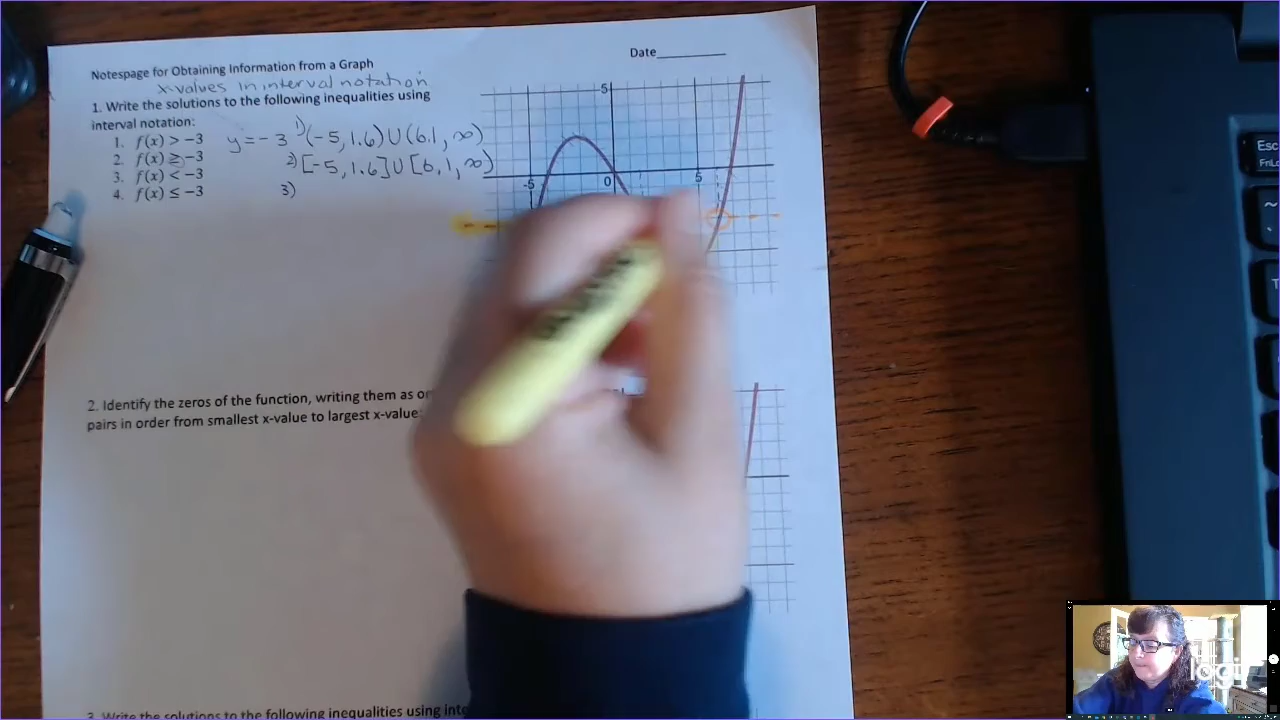 Notespage for Obtaining Information from a Graph
Date
x-values in interval notation
1. Write the solutions to the following inequalities using
interval notation:
1. f(x) > −3
2. f(x) ≥ −3
3. f(x) < −3
4. f(x) ≤ −3
y = -3
1) (-5, 1.6) U (6.1, ∞)
2) [-5, 1.6] U [6.1, ∞)
3)
5
-5
0
5
2. Identify the zeros of the function, writing them as
pairs in order from smallest x-value to largest x-value:
3. Write the solutions to the following inequalities using
Esc
logi